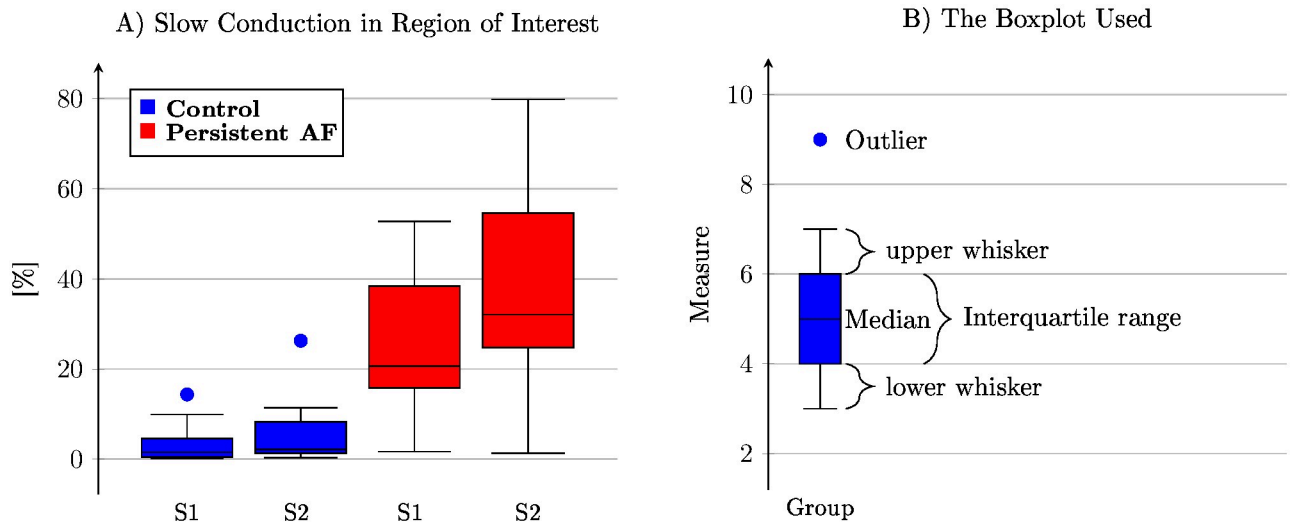 A) Slow Conduction in Region of Interest
80
60
40
20
0
[%]
Control
Persistent AF
S1
S2
S1
S2
B) The Boxplot Used
10
8
6
4
2
Measure
Outlier
upper whisker
Median
Interquartile range
lower whisker
Group